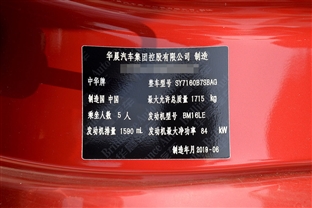 华晨汽车集团控股有限公司 制造
中华牌 整车型号 SY7160B7SBAG
制造国 中国 最大允许总质量 1715 kg
乘坐人数 5 人 发动机型号 BM16LE
发动机排量 1590 mL 发动机最大净功率 84 kW
制造年月 2019-06